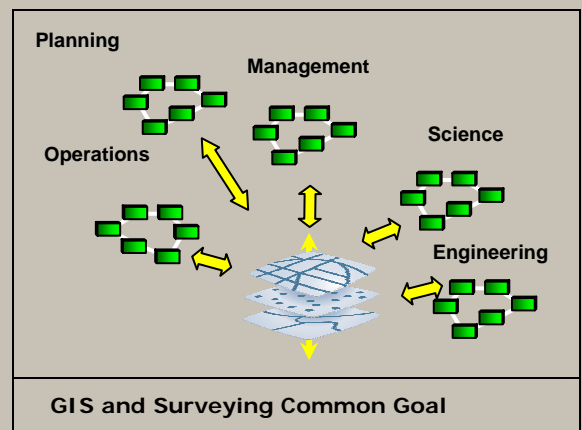 Planning
Management
Science
Operations
Engineering
GIS and Surveying Common Goal